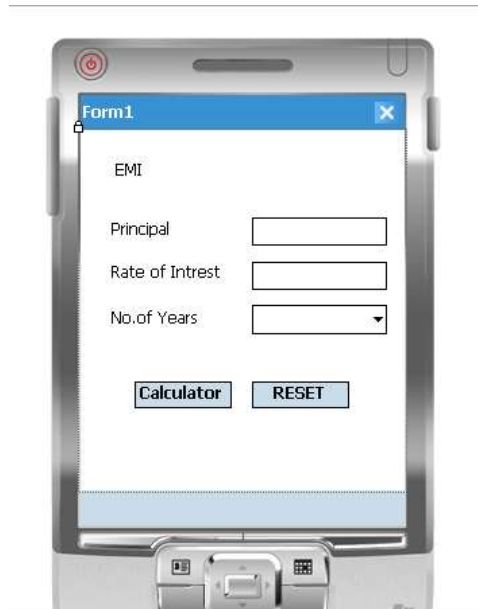 Form1
EMI
Principal
Rate of Intrest
No.of Years
Calculator RESET